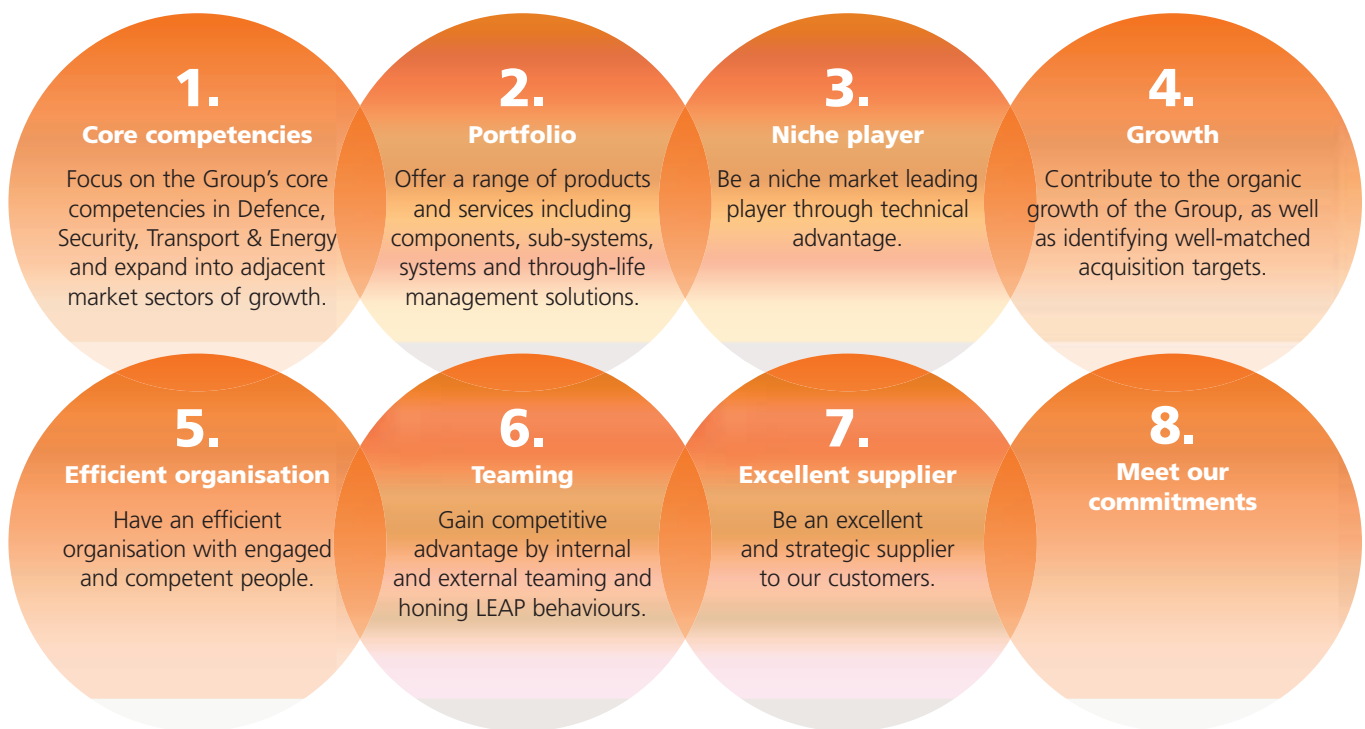 1.
Core competencies
Focus on the Group’s core
competencies in Defence,
Security, Transport & Energy
and expand into adjacent
market sectors of growth.
2.
Portfolio
Offer a range of products
and services including
components, sub-systems,
systems and through-life
management solutions.
3.
Niche player
Be a niche market leading
player through technical
advantage.
4.
Growth
Contribute to the organic
growth of the Group, as well
as identifying well-matched
acquisition targets.
5.
Efficient organisation
Have an efficient
organisation with engaged
and competent people.
6.
Teaming
Gain competitive
advantage by internal
and external teaming and
honing LEAP behaviours.
7.
Excellent supplier
Be an excellent
and strategic supplier
to our customers.
8.
Meet our
commitments